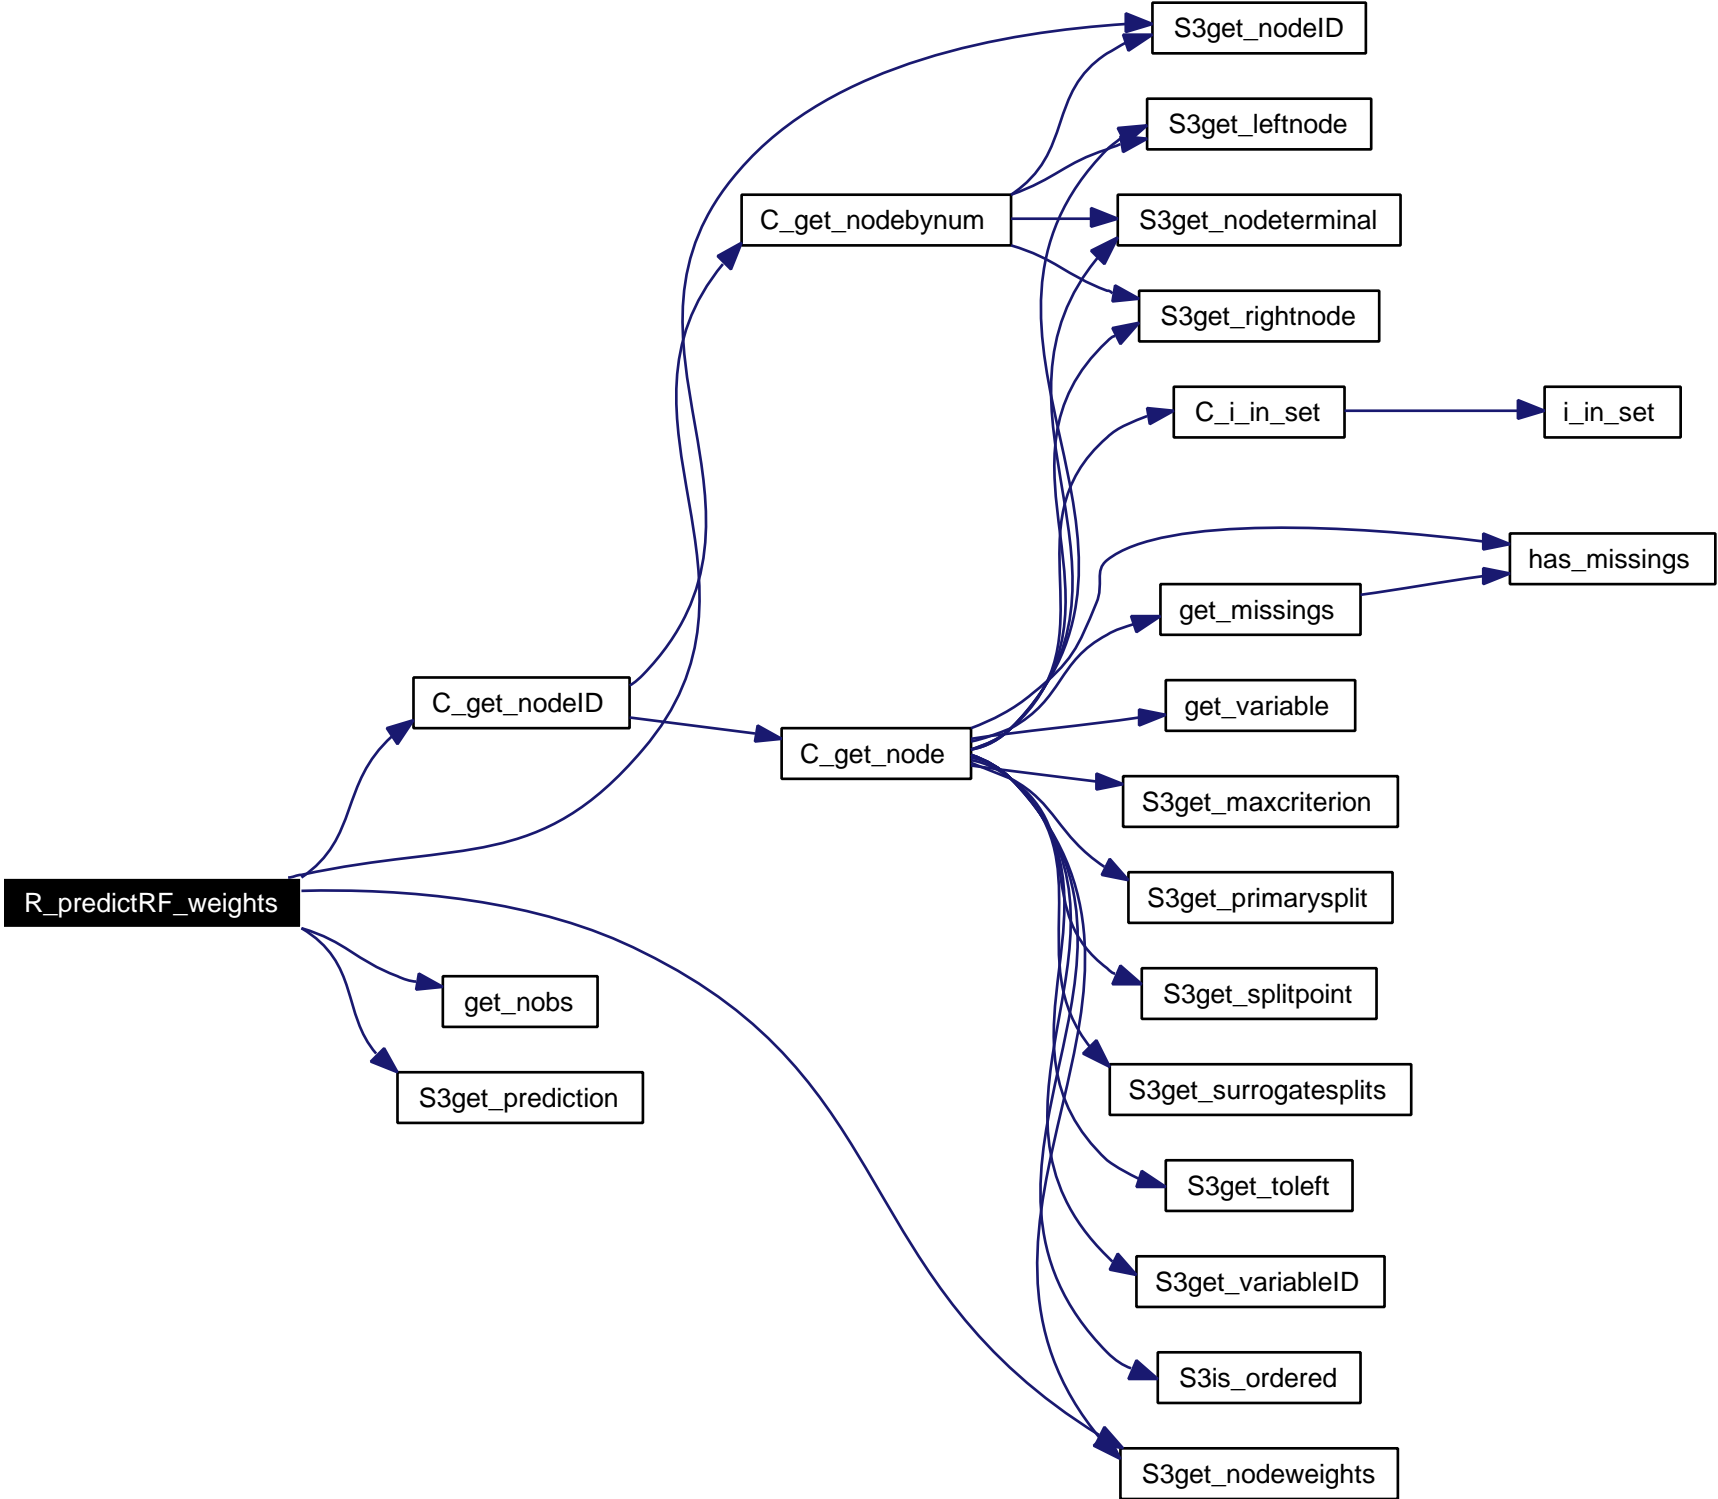 S3get_nodeID
S3get_leftnode
C_get_nodebynum
S3get_nodeterminal
S3get_rightnode
C_i_in_set
i_in_set
has_missings
get_missings
C_get_nodeID
get_variable
C_get_node
S3get_maxcriterion
R_predictRF_weights
S3get_primarysplit
get_nobs
S3get_splitpoint
S3get_prediction
S3get_surrogatesplits
S3get_toleft
S3get_variableID
S3is_ordered
S3get_nodeweights